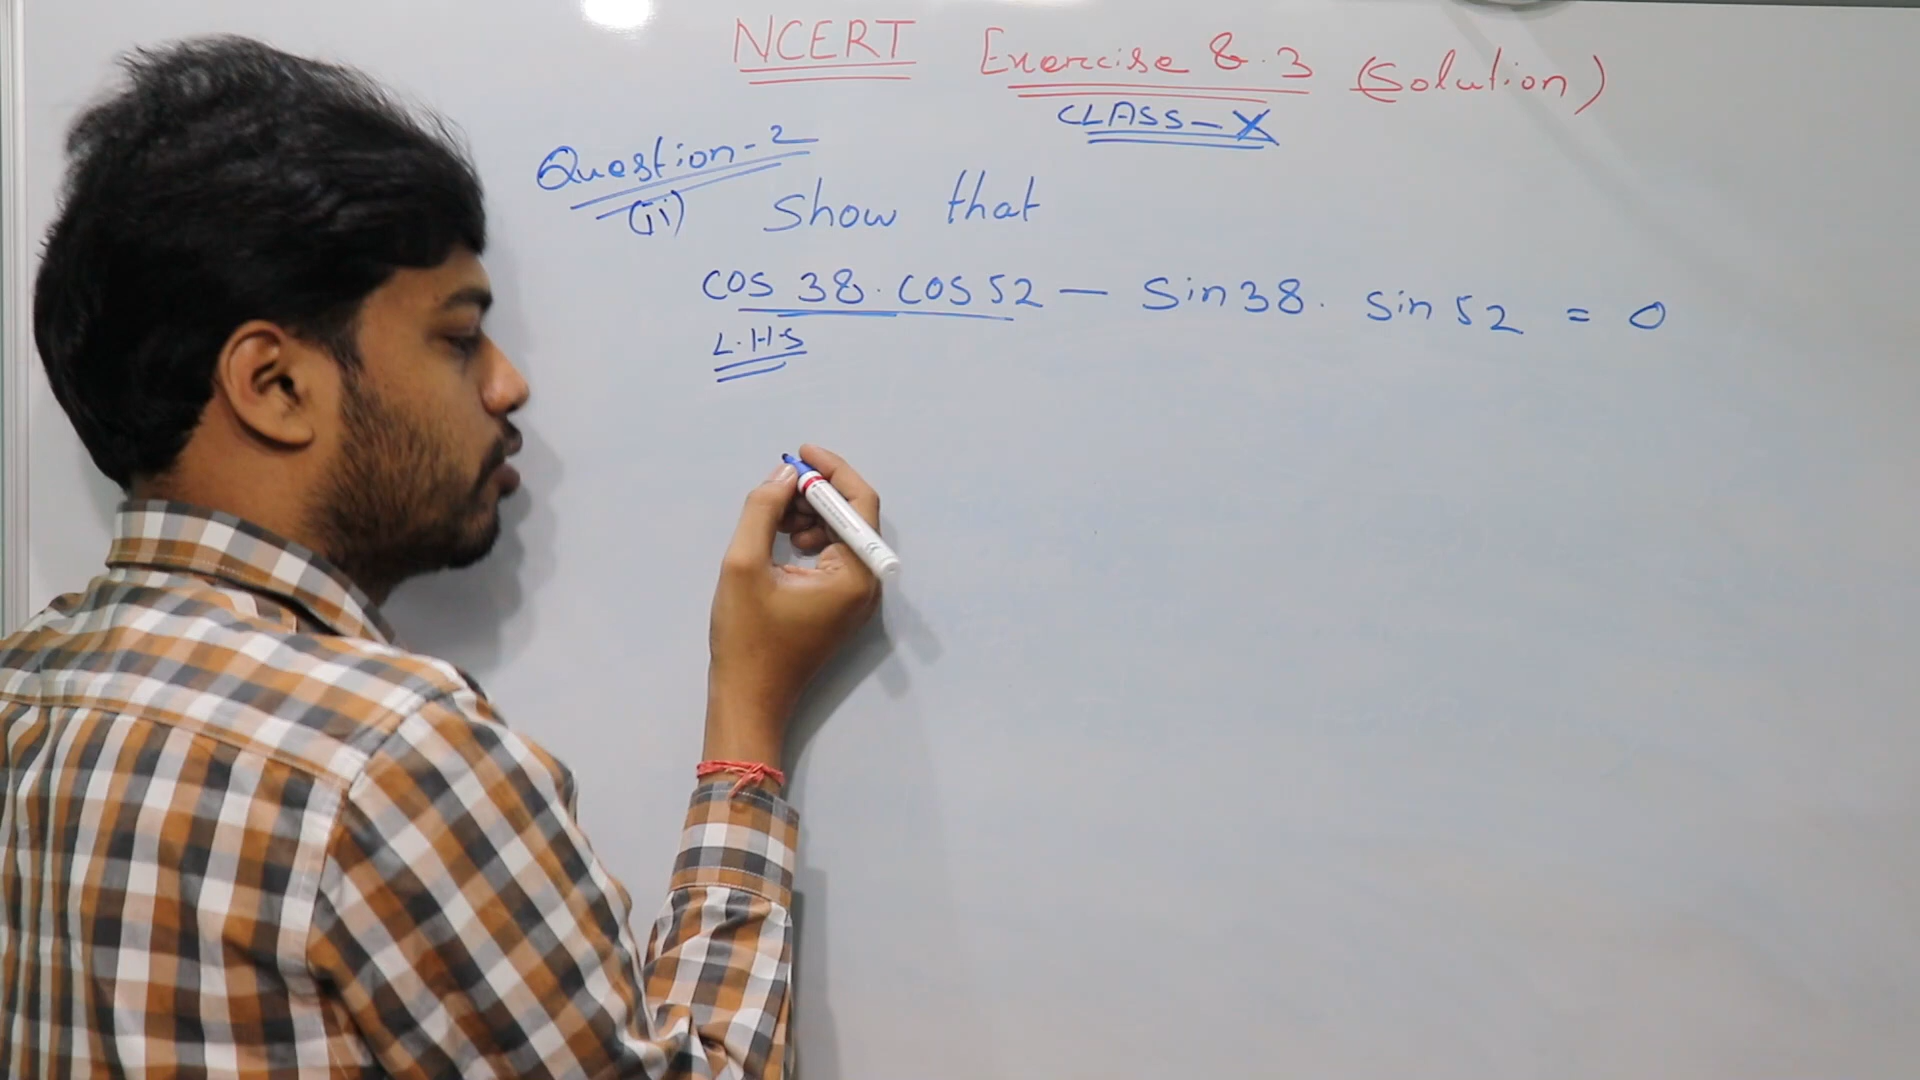 NCERT Exercise 8.3 (Solution)
CLASS-X
Question-2
(ii) Show that
cos 38. cos 52 - Sin 38. Sin 52 = 0
L.H.S